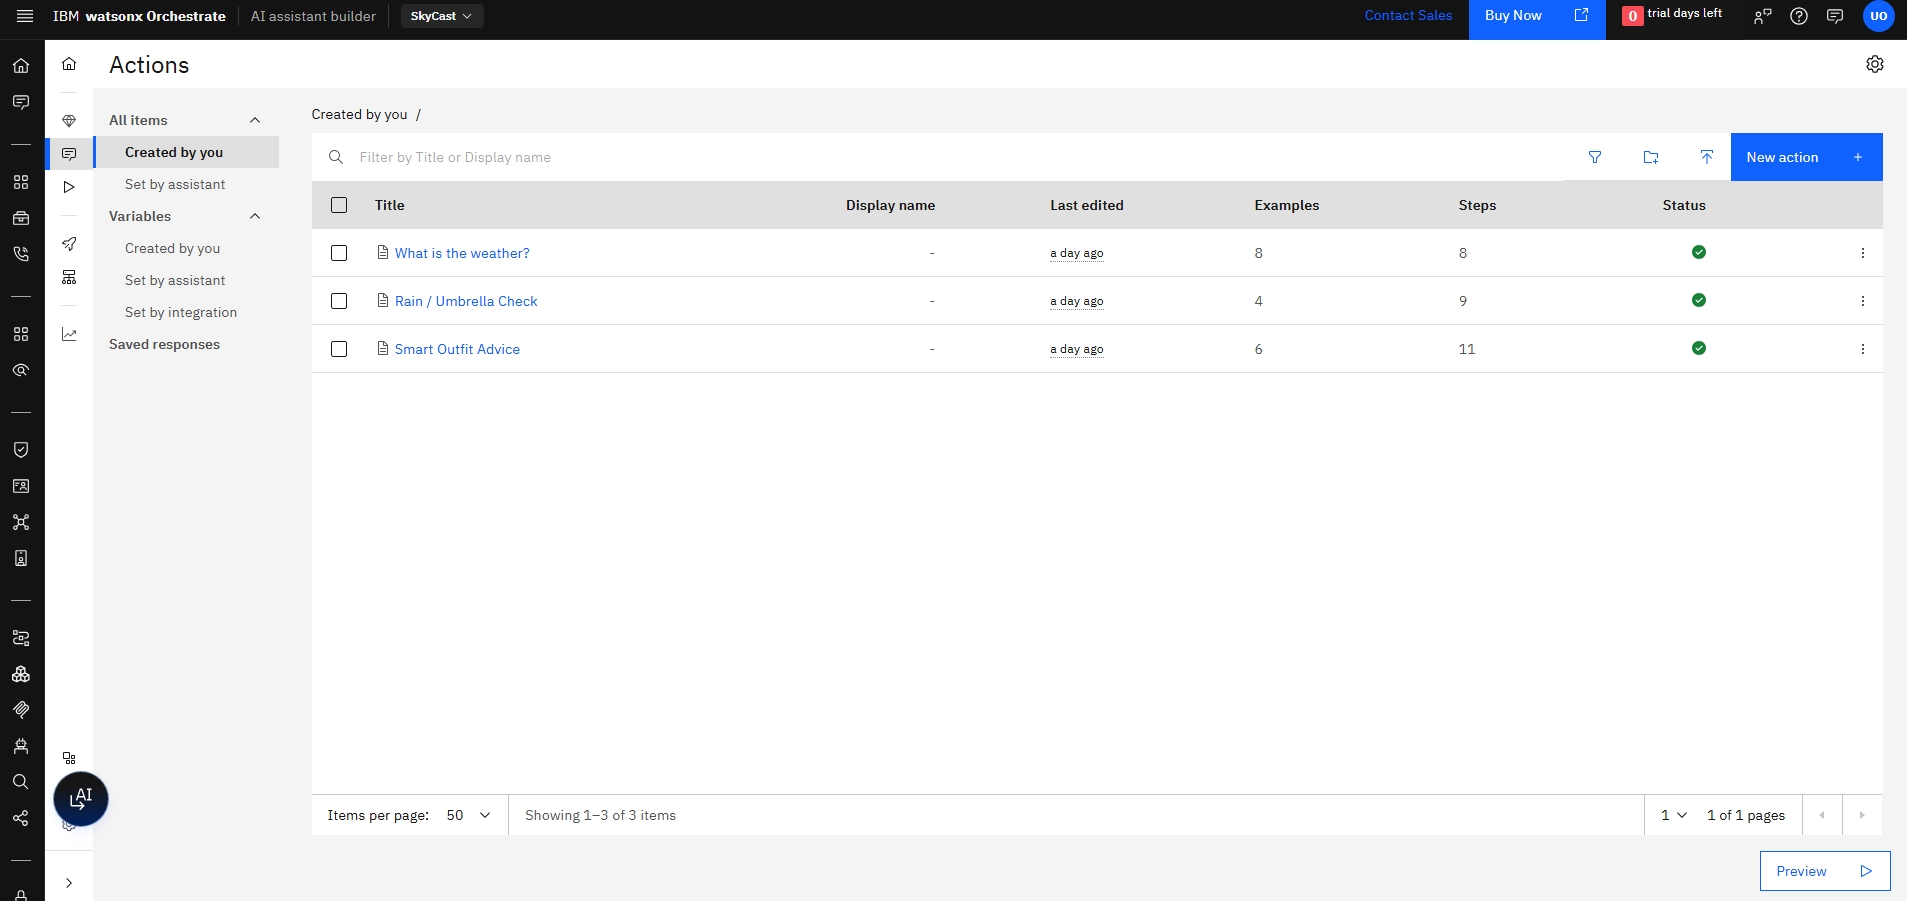 IBM watsonx Orchestrate AI assistant builder SkyCast Contact Sales Buy Now 0 trial days left UO
Actions
All items
Created by you
Set by assistant
Variables
Created by you
Set by assistant
Set by integration
Saved responses
Created by you /
Filter by Title or Display name
New action +
Title Display name Last edited Examples Steps Status
What is the weather? - a day ago 8 8
Rain / Umbrella Check - a day ago 4 9
Smart Outfit Advice - a day ago 6 11
AI
Items per page: 50 Showing 1–3 of 3 items 1 1 of 1 pages
Preview